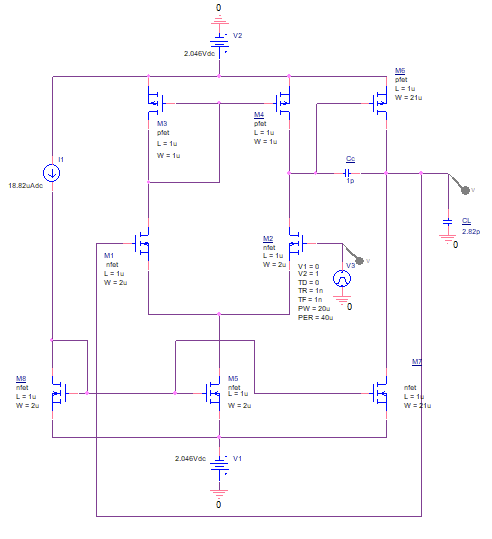 0
V2
2.046Vdc
M3
pfet
L = 1u
W = 1u
M4
pfet
L = 1u
W = 1u
M6
pfet
L = 1u
W = 21u
I1
18.82uAdc
Cc
1p
V
CL
2.82p
0
M1
nfet
L = 1u
W = 2u
M2
nfet
L = 1u
W = 2u
V1 = 0
V2 = 1
TD = 0
TR = 1n
TF = 1n
PW = 20u
PER = 40u
V
V3
0
M8
nfet
L = 1u
W = 2u
M5
nfet
L = 1u
W = 2u
M7
nfet
L = 1u
W = 21u
2.046Vdc
V1
0